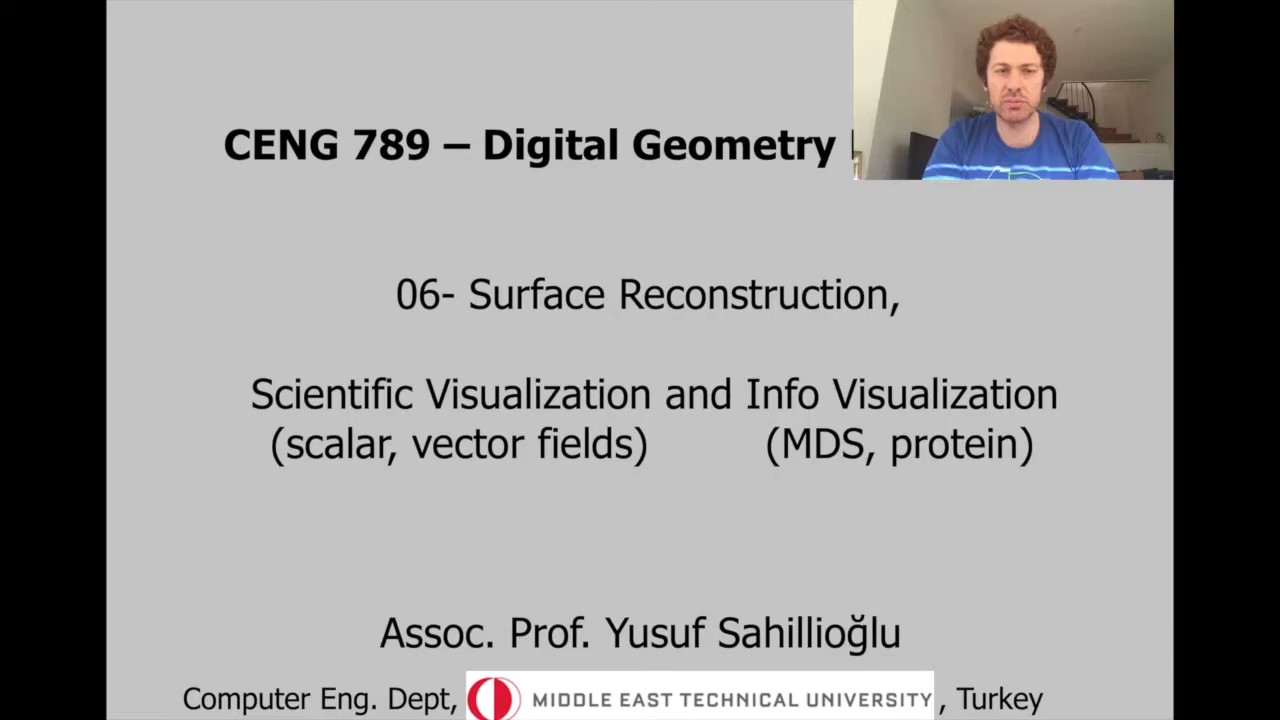 CENG 789 – Digital Geometry
06- Surface Reconstruction,
Scientific Visualization and Info Visualization
(scalar, vector fields) (MDS, protein)
Assoc. Prof. Yusuf Sahillioğlu
Computer Eng. Dept, MIDDLE EAST TECHNICAL UNIVERSITY , Turkey